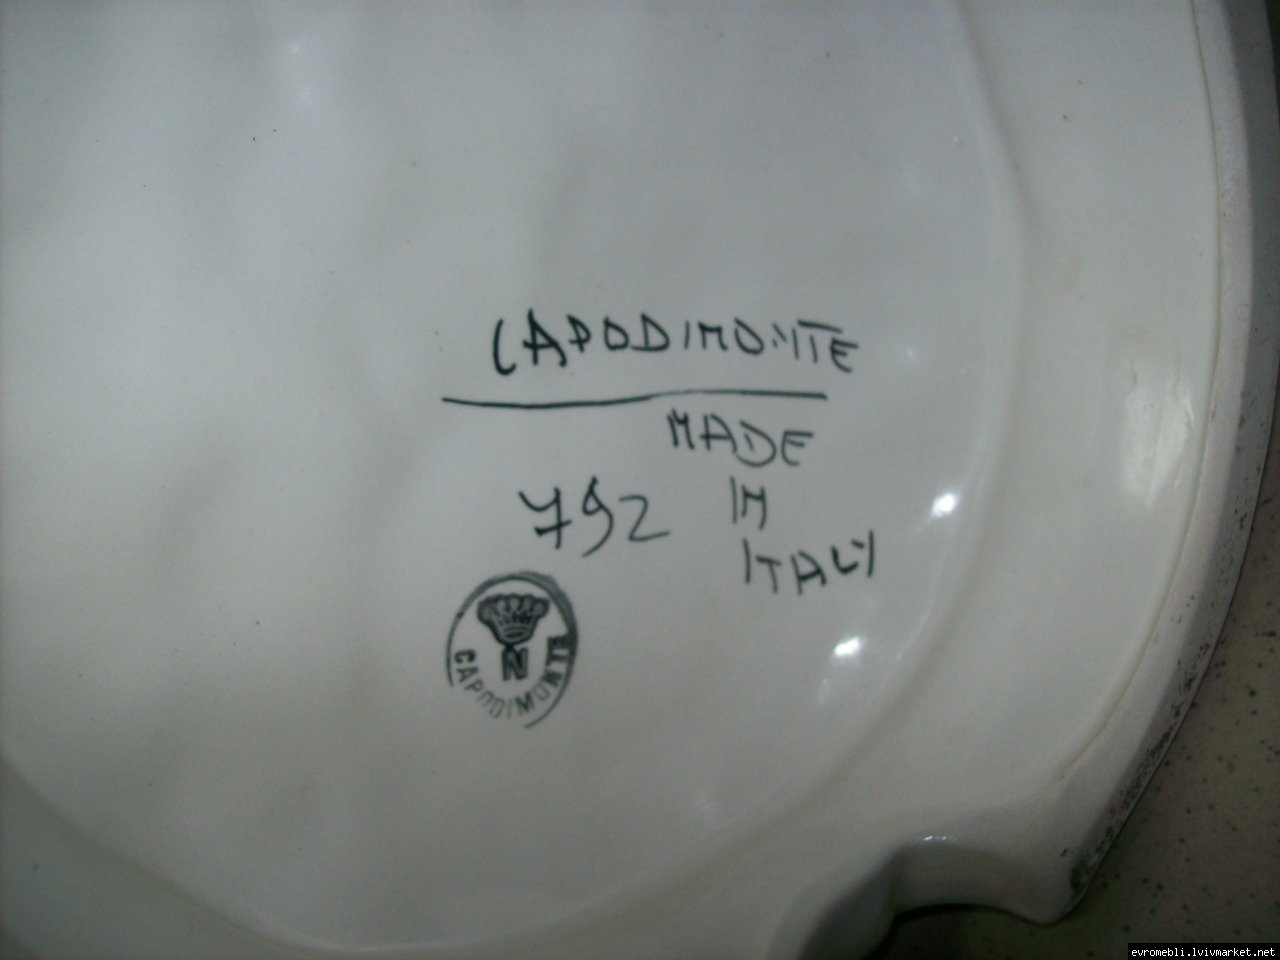 CAPODIMONTE
MADE
792 IN
ITALY
N
CAPODIMONTE
evromebli.lvivmarket.net